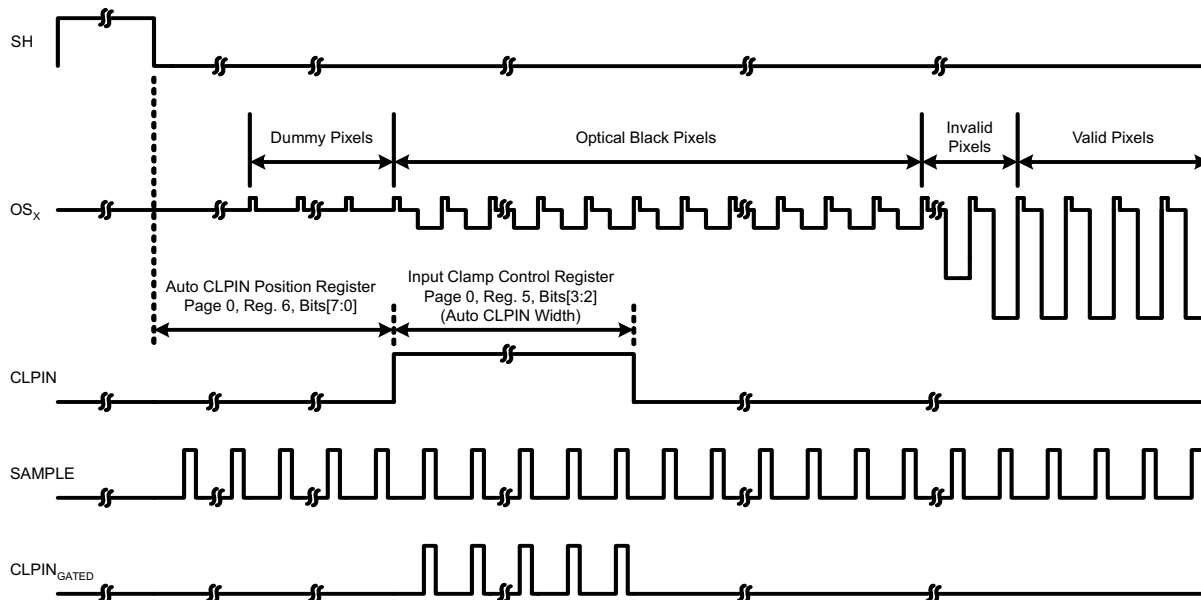 SH
Dummy Pixels
Optical Black Pixels
Invalid
Pixels
Valid Pixels
OSX
Auto CLPIN Position Register
Page 0, Reg. 6, Bits[7:0]
Input Clamp Control Register
Page 0, Reg. 5, Bits[3:2]
(Auto CLPIN Width)
CLPIN
SAMPLE
CLPINGATED